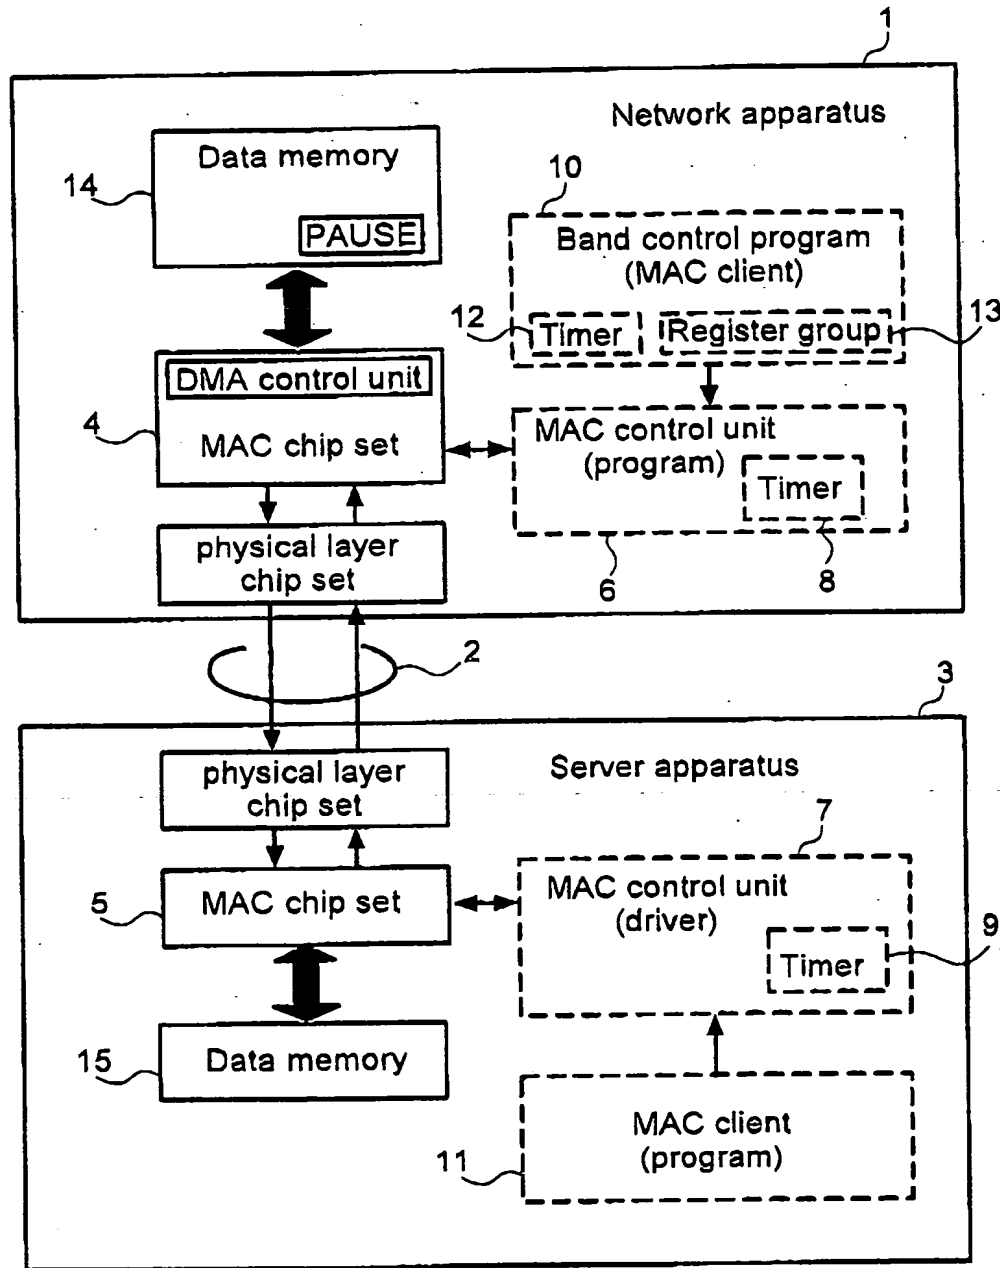 1
Network apparatus
Data memory
14
PAUSE
10
Band control program
(MAC client)
12
Timer
Register group
13
DMA control unit
4
MAC chip set
MAC control unit
(program)
Timer
physical layer
chip set
6
8
2
3
physical layer
chip set
Server apparatus
7
5
MAC chip set
MAC control unit
(driver)
9
Timer
15
Data memory
MAC client
(program)
11